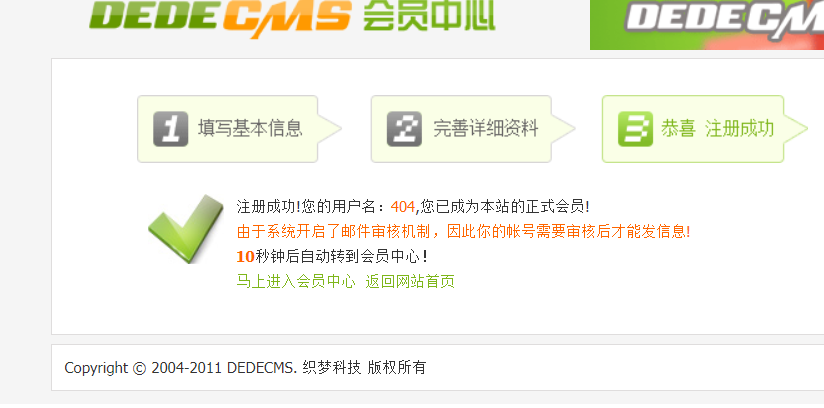 DEDECMS 会员中心
DEDECM
1 填写基本信息
2 完善详细资料
3 恭喜 注册成功
注册成功!您的用户名：404,您已成为本站的正式会员!
由于系统开启了邮件审核机制，因此你的帐号需要审核后才能发信息!
10秒钟后自动转到会员中心！
马上进入会员中心 返回网站首页
Copyright © 2004-2011 DEDECMS. 织梦科技 版权所有